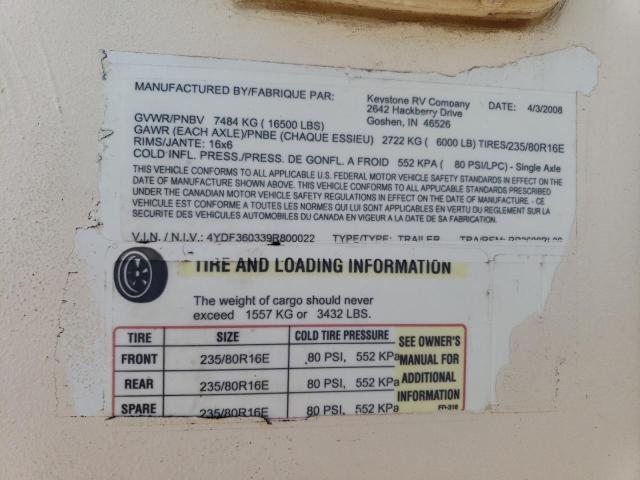 MANUFACTURED BY/FABRIQUE PAR: Keystone RV Company DATE: 4/3/2008
2642 Hackberry Drive
Goshen, IN 46526
GVWR/PNBV 7484 KG ( 16500 LBS)
GAWR (EACH AXLE)/PNBE (CHAQUE ESSIEU) 2722 KG ( 6000 LB) TIRES/235/80R16E
RIMS/JANTE: 16x6
COLD INFL. PRESS./PRESS. DE GONFL. A FROID 552 KPA ( 80 PSI/LPC) - Single Axle
THIS VEHICLE CONFORMS TO ALL APPLICABLE U.S. FEDERAL MOTOR VEHICLE SAFETY STANDARDS IN EFFECT ON THE
DATE OF MANUFACTURE SHOWN ABOVE. THIS VEHICLE CONFORMS TO ALL APPLICABLE STANDARDS PRESCRIBED
UNDER THE CANADIAN MOTOR VEHICLE SAFETY REGULATIONS IN EFFECT ON THE DATE OF MANUFACTURE. - CE
VEHICULE EST CONFORME A TOUTES LES NORMES QUI LUI SONT APPLICABLES EN VERTU DU REGLEMENT SUR LA
SECURITE DES VEHICULES AUTOMOBILES DU CANADA EN VIGEUR A LA DATE DE SA FABRICATION.
V.I.N. / N.I.V.: 4YDF360339R800022 TYPE/TYPE: TRAILER
TIRE AND LOADING INFORMATION
The weight of cargo should never
exceed 1557 KG or 3432 LBS.
TIRE SIZE COLD TIRE PRESSURE
FRONT 235/80R16E 80 PSI, 552 KPa
REAR 235/80R16E 80 PSI, 552 KPa
SPARE 235/80R16E 80 PSI, 552 KPa
SEE OWNER'S
MANUAL FOR
ADDITIONAL
INFORMATION